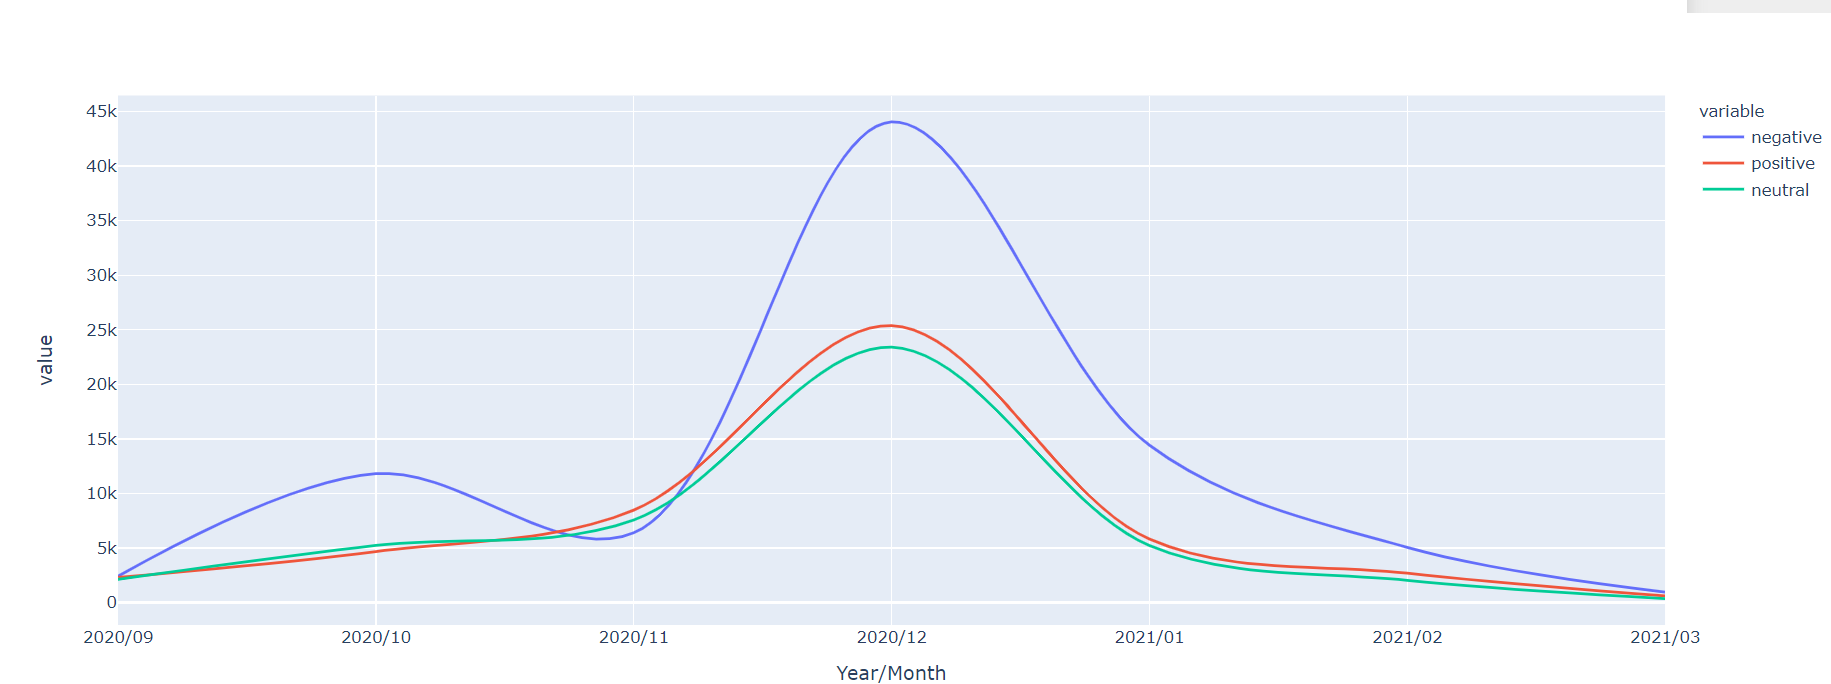 45k
40k
35k
30k
25k
20k
15k
10k
5k
0
value
2020/09 2020/10 2020/11 2020/12 2021/01 2021/02 2021/03
Year/Month
variable
negative
positive
neutral